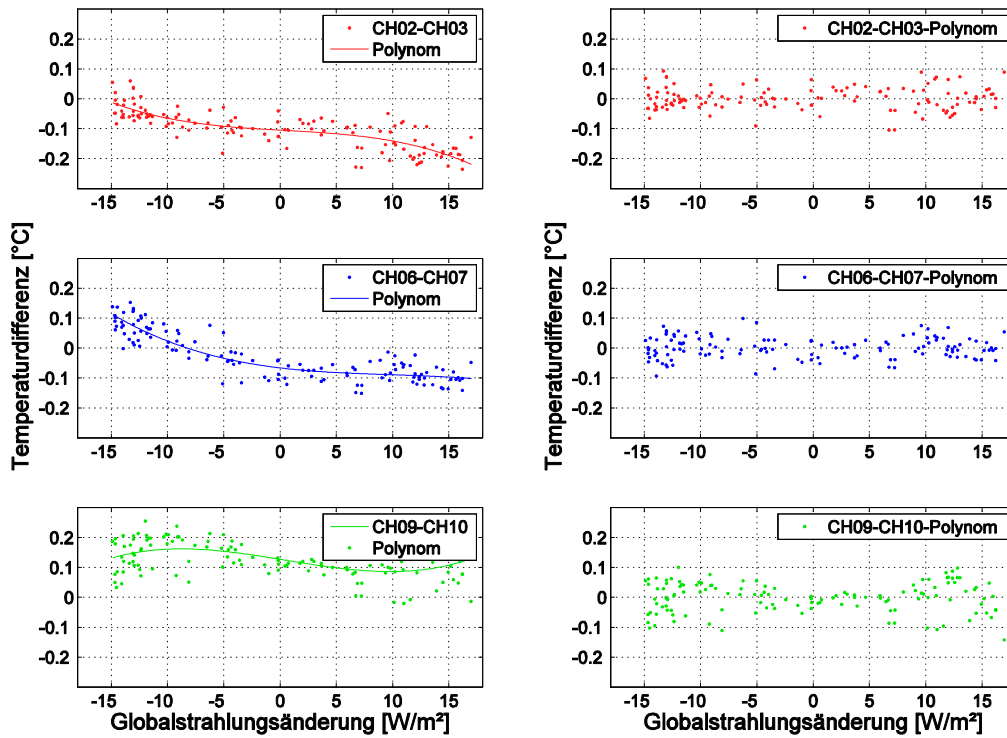 0.2
0.1
0
-0.1
-0.2
CH02-CH03
Polynom
-15 -10 -5 0 5 10 15
0.2
0.1
0
-0.1
-0.2
CH02-CH03-Polynom
-15 -10 -5 0 5 10 15
Temperaturdifferenz [°C]
0.2
0.1
0
-0.1
-0.2
CH06-CH07
Polynom
-15 -10 -5 0 5 10 15
Temperaturdifferenz [°C]
0.2
0.1
0
-0.1
-0.2
CH06-CH07-Polynom
-15 -10 -5 0 5 10 15
0.2
0.1
0
-0.1
-0.2
CH09-CH10
Polynom
-15 -10 -5 0 5 10 15
Globalstrahlungsänderung [W/m²]
0.2
0.1
0
-0.1
-0.2
CH09-CH10-Polynom
-15 -10 -5 0 5 10 15
Globalstrahlungsänderung [W/m²]